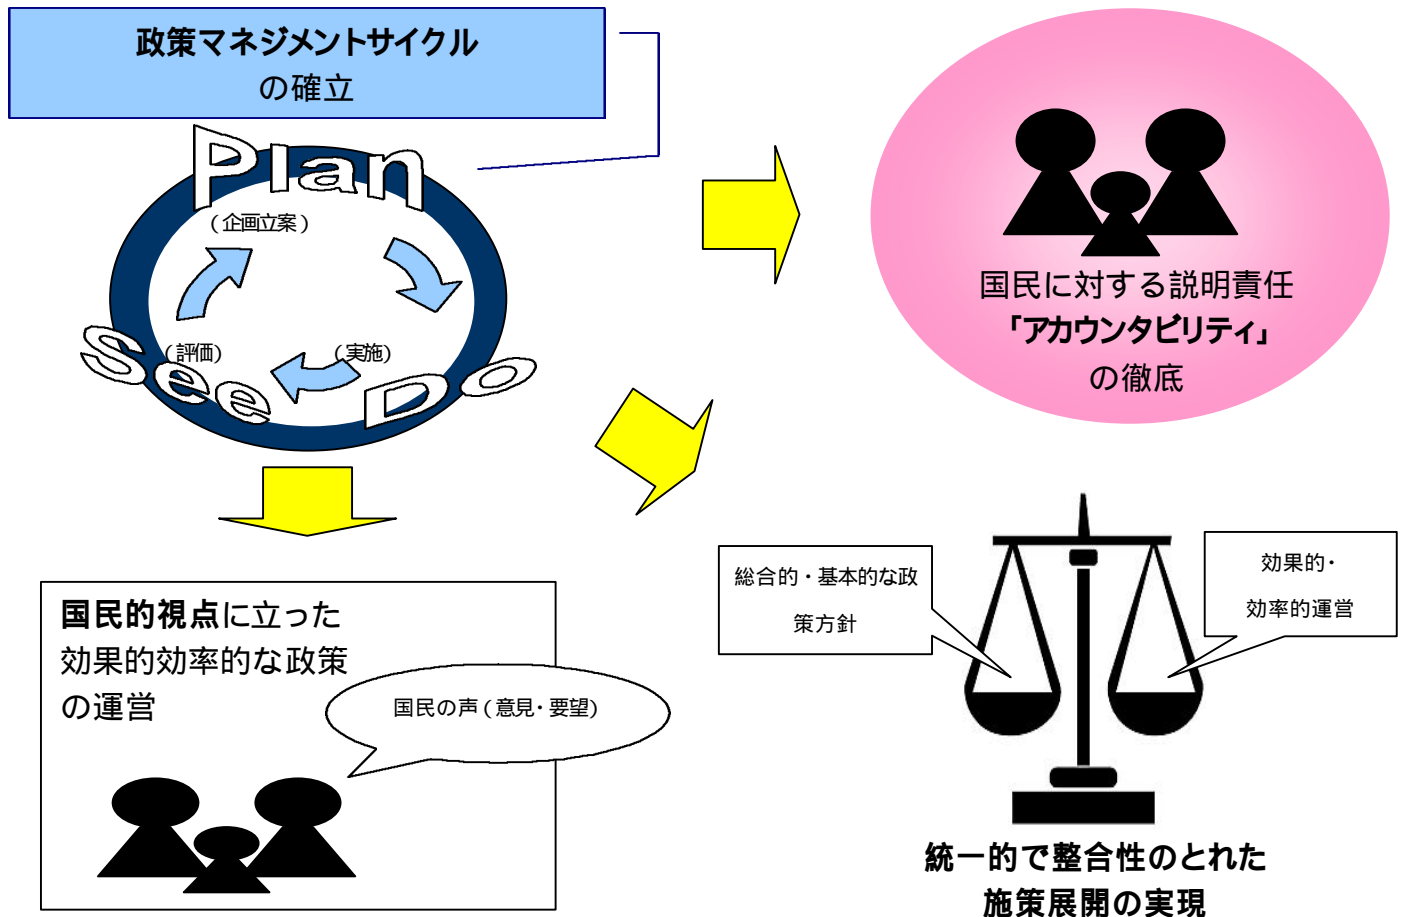 政策マネジメントサイクル
の確立
Plan
(企画立案)
See
(評価)
(実施)
Do
国民に対する説明責任
「アカウンタビリティ」
の徹底
国民的視点に立った
効果的効率的な政策
の運営
国民の声(意見・要望)
総合的・基本的な政
策方針
効果的・
効率的運営
統一的で整合性のとれた
施策展開の実現